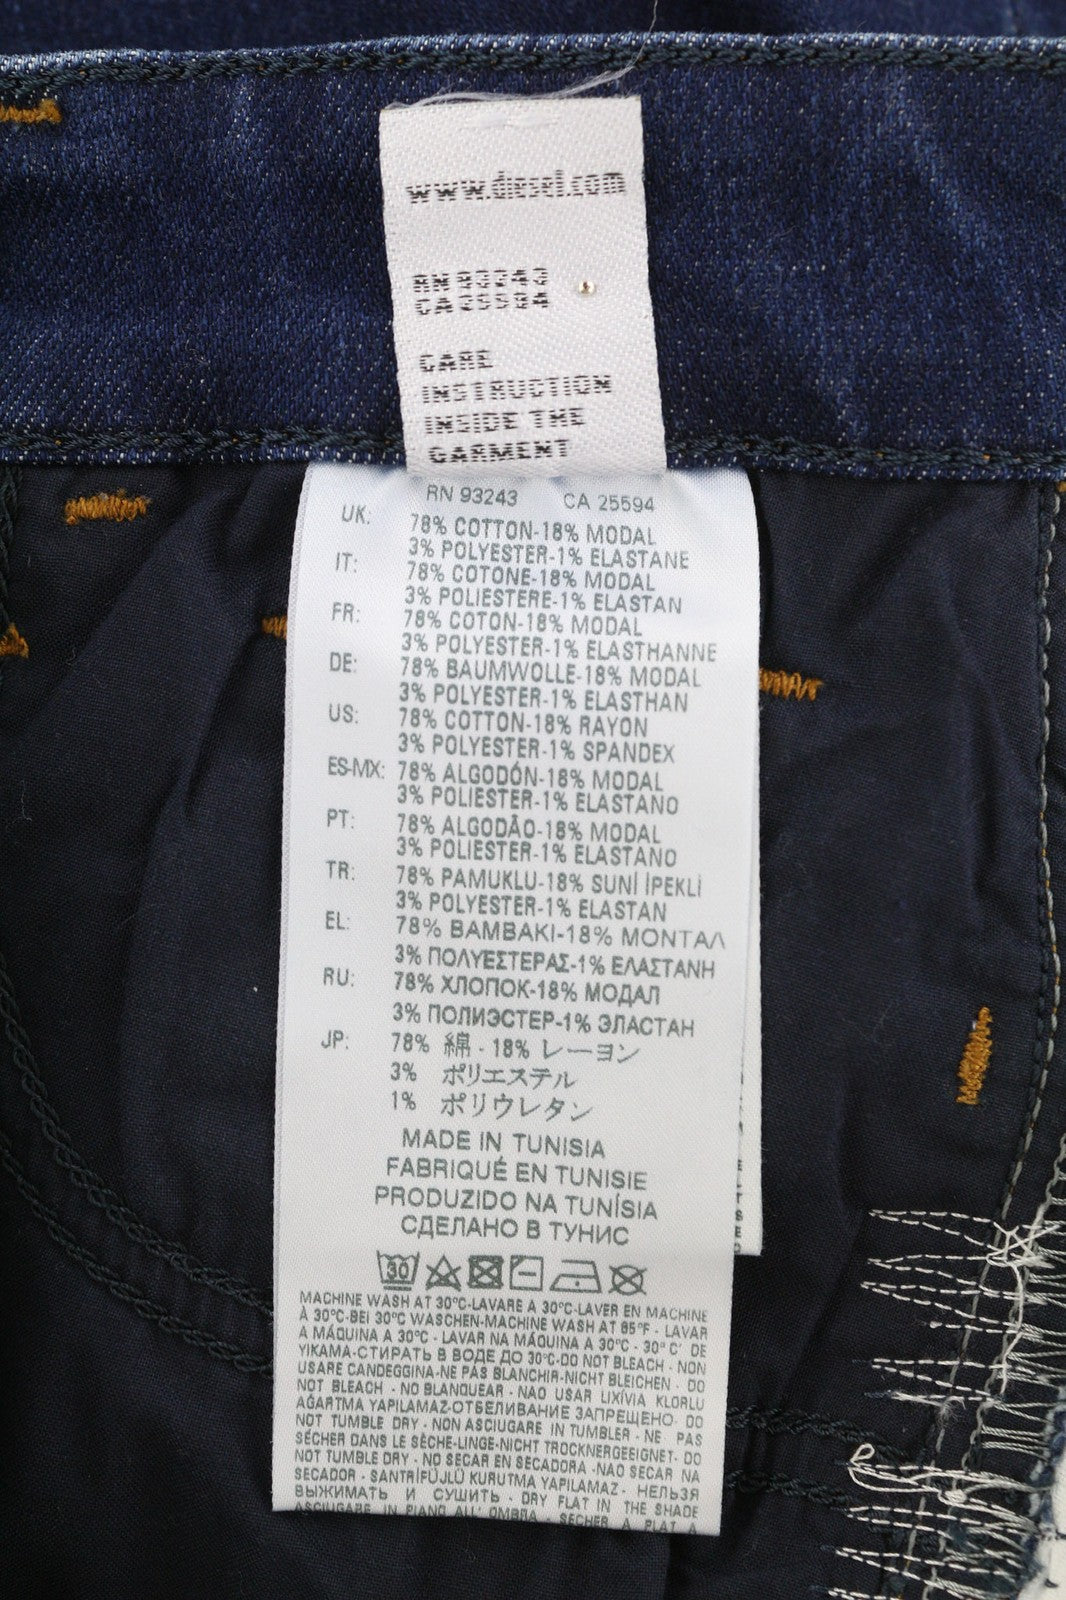 www.diesel.com
RN 93243
CA 25594
CARE
INSTRUCTION
INSIDE THE
GARMENT
RN 93243 CA 25594
UK: 78% COTTON-18% MODAL
3% POLYESTER-1% ELASTANE
IT: 78% COTONE-18% MODAL
3% POLIESTERE-1% ELASTAN
FR: 78% COTON-18% MODAL
3% POLYESTER-1% ELASTHANNE
DE: 78% BAUMWOLLE-18% MODAL
3% POLYESTER-1% ELASTHAN
US: 78% COTTON-18% RAYON
3% POLYESTER-1% SPANDEX
ES-MX: 78% ALGODÓN-18% MODAL
3% POLIESTER-1% ELASTANO
PT: 78% ALGODÃO-18% MODAL
3% POLIESTER-1% ELASTANO
TR: 78% PAMUKLU-18% SUNİ İPEKLİ
3% POLYESTER-1% ELASTAN
EL: 78% ΒΑΜΒΑΚΙ-18% ΜΟΝΤΑΛ
3% ΠΟΛΥΕΣΤΕΡΑΣ-1% ΕΛΑΣΤΑΝΗ
RU: 78% ХЛОПОК-18% МОДАЛ
3% ПОЛИЭСТЕР-1% ЭЛАСТАН
JP: 78% 綿 - 18% レーヨン
3% ポリエステル
1% ポリウレタン
MADE IN TUNISIA
FABRIQUÉ EN TUNISIE
PRODUZIDO NA TUNÍSIA
СДЕЛАНО В ТУНИС
30
MACHINE WASH AT 30°C-LAVARE A 30°C-LAVER EN MACHINE
À 30°C-BEI 30°C WASCHEN-MACHINE WASH AT 85°F - LAVAR
A MÁQUINA A 30°C - LAVAR NA MÁQUINA A 30°C - 30° C' DE
YIKAMA-СТИРАТЬ В ВОДЕ ДО 30°C-DO NOT BLEACH - NON
USARE CANDEGGINA-NE PAS BLANCHIR-NICHT BLEICHEN - DO
NOT BLEACH - NO BLANQUEAR - NAO USAR LIXÍVIA KLORLU
AĞARTMA YAPILAMAZ-ОТБЕЛИВАНИЕ ЗАПРЕЩЕНО- DO
NOT TUMBLE DRY - NON ASCIUGARE IN TUMBLER - NE PAS
SÉCHER DANS LE SÈCHE-LINGE-NICHT TROCKNERGEEIGNET- DO
NOT TUMBLE DRY - NO SECAR EN SECADORA -NAO SECAR NA
SECADOR - SANTRİFÜJLÜ KURUTMA YAPILAMAZ - НЕЛЬЗЯ
ВЫЖИМАТЬ И СУШИТЬ - DRY FLAT IN THE SHADE
ASCIUGARE IN PIANO ALL' OMBRA - SÉCHER A PLAT A